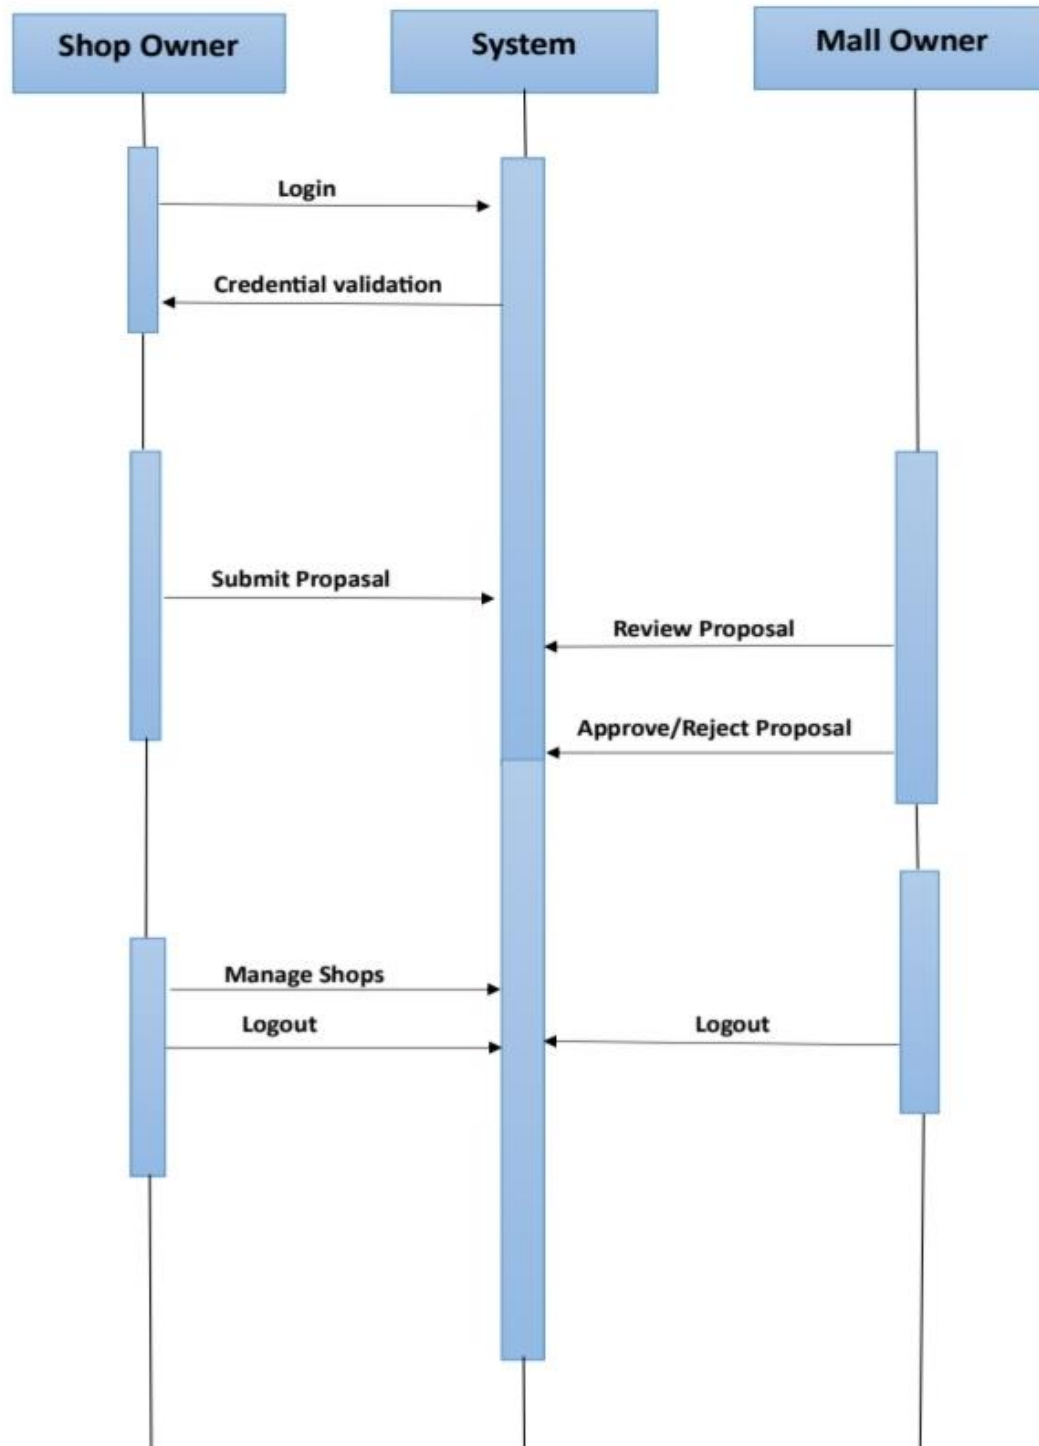 Shop Owner
System
Mall Owner
Login
Credential validation
Submit Propasal
Review Proposal
Approve/Reject Proposal
Manage Shops
Logout
Logout